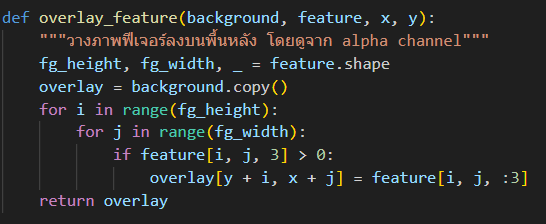 def overlay_feature(background, feature, x, y):
    """วางภาพฟีเจอร์ลงบนพื้นหลัง โดยดูจาก alpha channel"""
    fg_height, fg_width, _ = feature.shape
    overlay = background.copy()
    for i in range(fg_height):
        for j in range(fg_width):
            if feature[i, j, 3] > 0:
                overlay[y + i, x + j] = feature[i, j, :3]
    return overlay